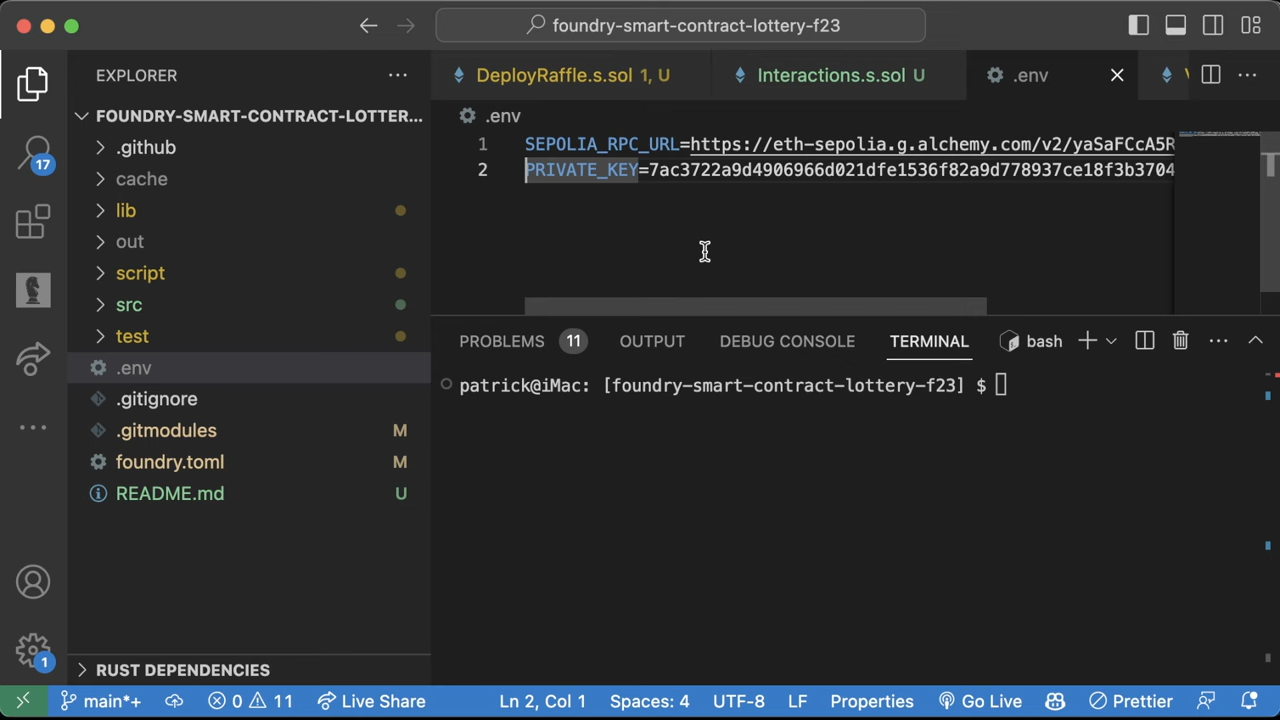 foundry-smart-contract-lottery-f23
EXPLORER
DeployRaffle.s.sol 1, U
Interactions.s.sol U
.env
FOUNDRY-SMART-CONTRACT-LOTTER...
.env
.github
1 SEPOLIA_RPC_URL=https://eth-sepolia.g.alchemy.com/v2/yaSaFCcA5R
17
2 PRIVATE_KEY=7ac3722a9d4906966d021dfe1536f82a9d778937ce18f3b3704
cache
lib
out
script
src
test
.env
.gitignore
.gitmodules M
foundry.toml M
README.md U
PROBLEMS 11 OUTPUT DEBUG CONSOLE TERMINAL bash
patrick@iMac: [foundry-smart-contract-lottery-f23] $
RUST DEPENDENCIES
1
main*+ 0 11 Live Share Ln 2, Col 1 Spaces: 4 UTF-8 LF Properties Go Live Prettier